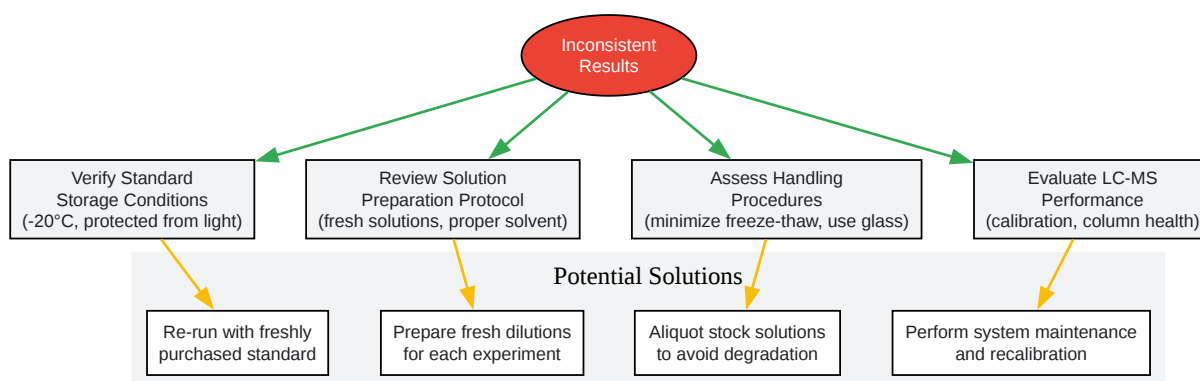 Inconsistent
Results
Verify Standard
Storage Conditions
(-20°C, protected from light)
Review Solution
Preparation Protocol
(fresh solutions, proper solvent)
Assess Handling
Procedures
(minimize freeze-thaw, use glass)
Evaluate LC-MS
Performance
(calibration, column health)
Potential Solutions
Re-run with freshly
purchased standard
Prepare fresh dilutions
for each experiment
Aliquot stock solutions
to avoid degradation
Perform system maintenance
and recalibration